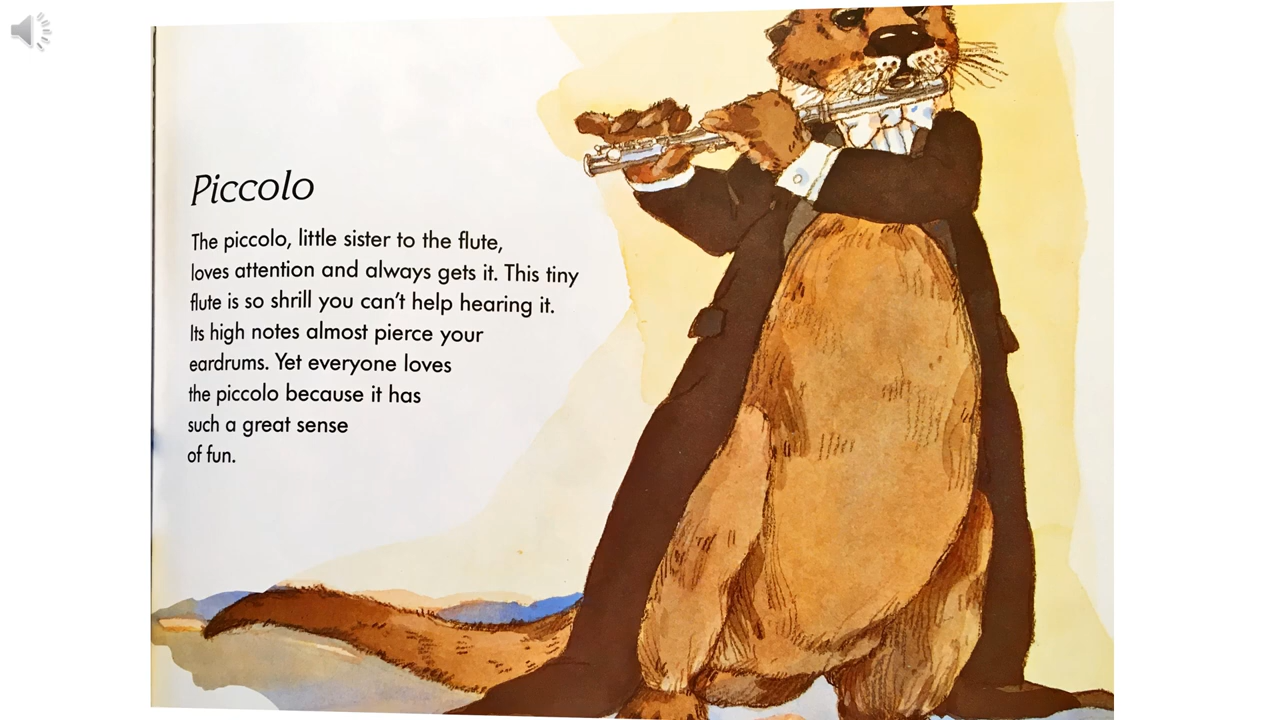 Piccolo
The piccolo, little sister to the flute,
loves attention and always gets it. This tiny
flute is so shrill you can't help hearing it.
Its high notes almost pierce your
eardrums. Yet everyone loves
the piccolo because it has
such a great sense
of fun.